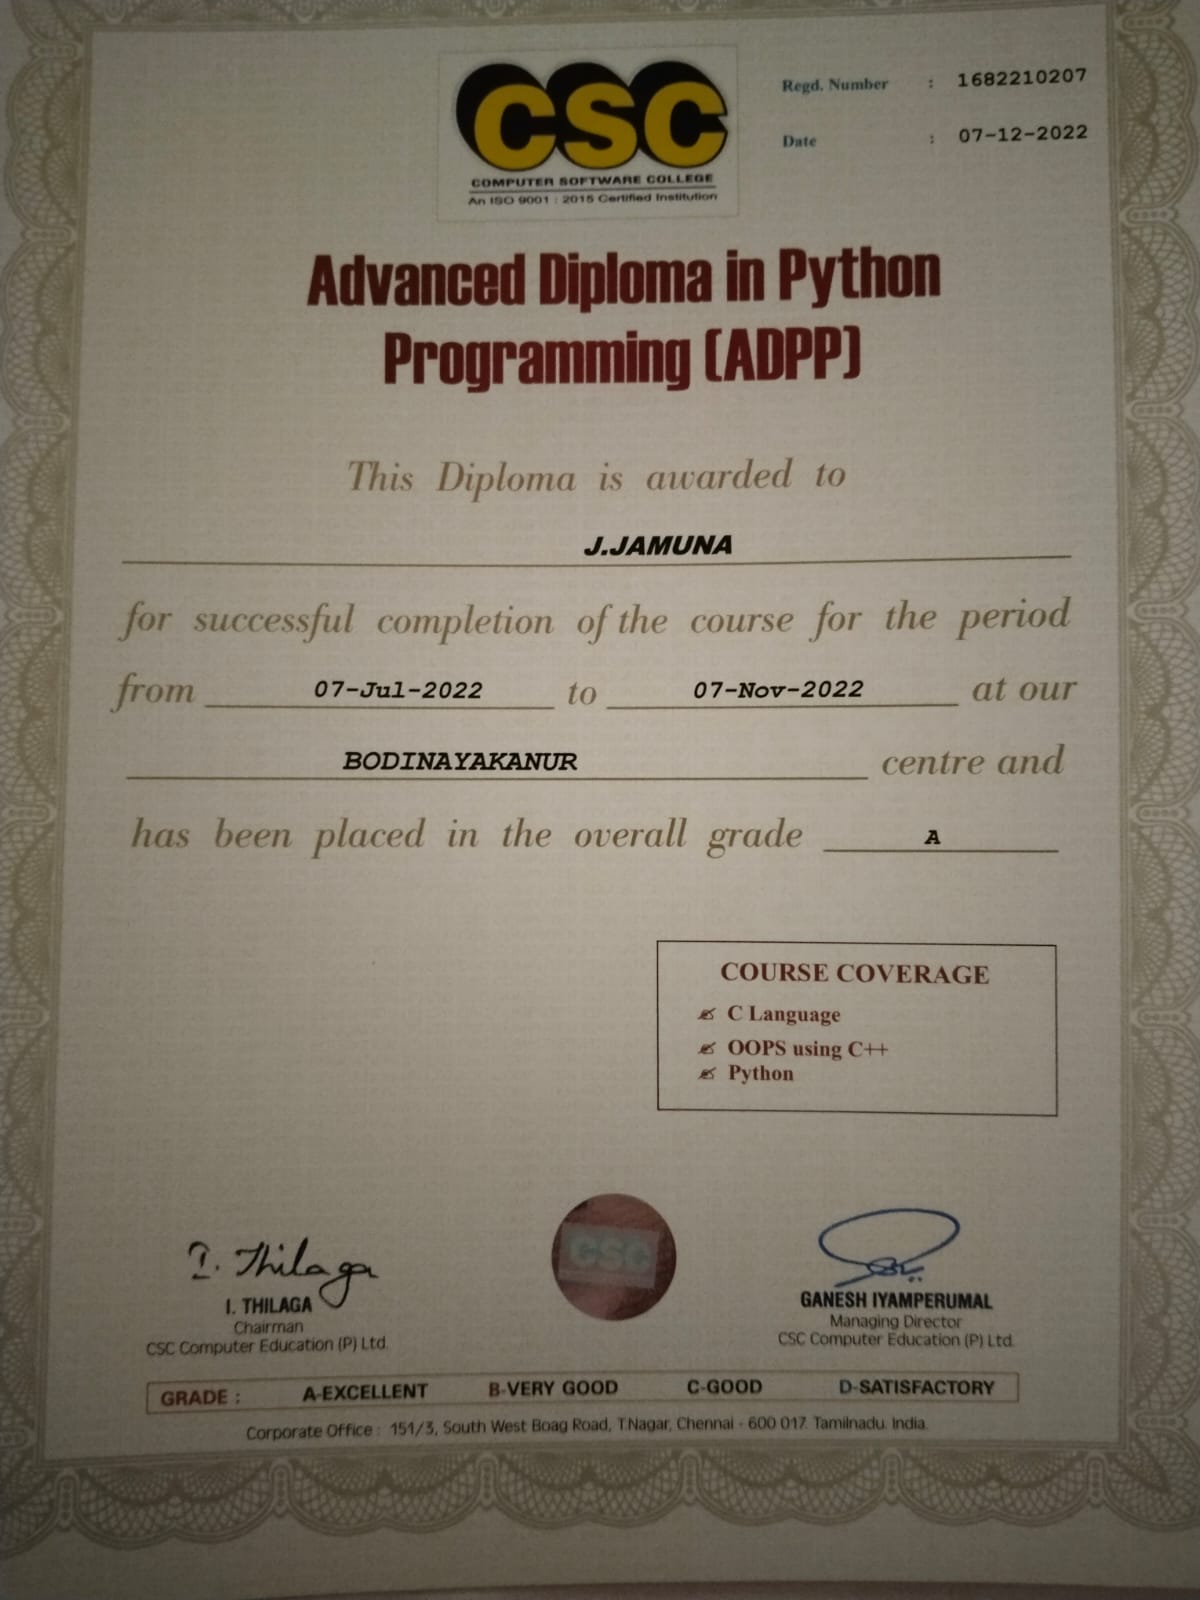 CSC
COMPUTER SOFTWARE COLLEGE
An ISO 9001 : 2015 Certified Institution
Regd. Number : 1682210207
Date : 07-12-2022
Advanced Diploma in Python
Programming (ADPP)
This Diploma is awarded to
J.JAMUNA
for successful completion of the course for the period
from 07-Jul-2022 to 07-Nov-2022 at our
BODINAYAKANUR centre and
has been placed in the overall grade A
COURSE COVERAGE
C Language
OOPS using C++
Python
CSC
I. Thilaga
I. THILAGA
Chairman
CSC Computer Education (P) Ltd.
GANESH IYAMPERUMAL
Managing Director
CSC Computer Education (P) Ltd.
GRADE : A-EXCELLENT B-VERY GOOD C-GOOD D-SATISFACTORY
Corporate Office : 151/3, South West Boag Road, T.Nagar, Chennai - 600 017. Tamilnadu. India.